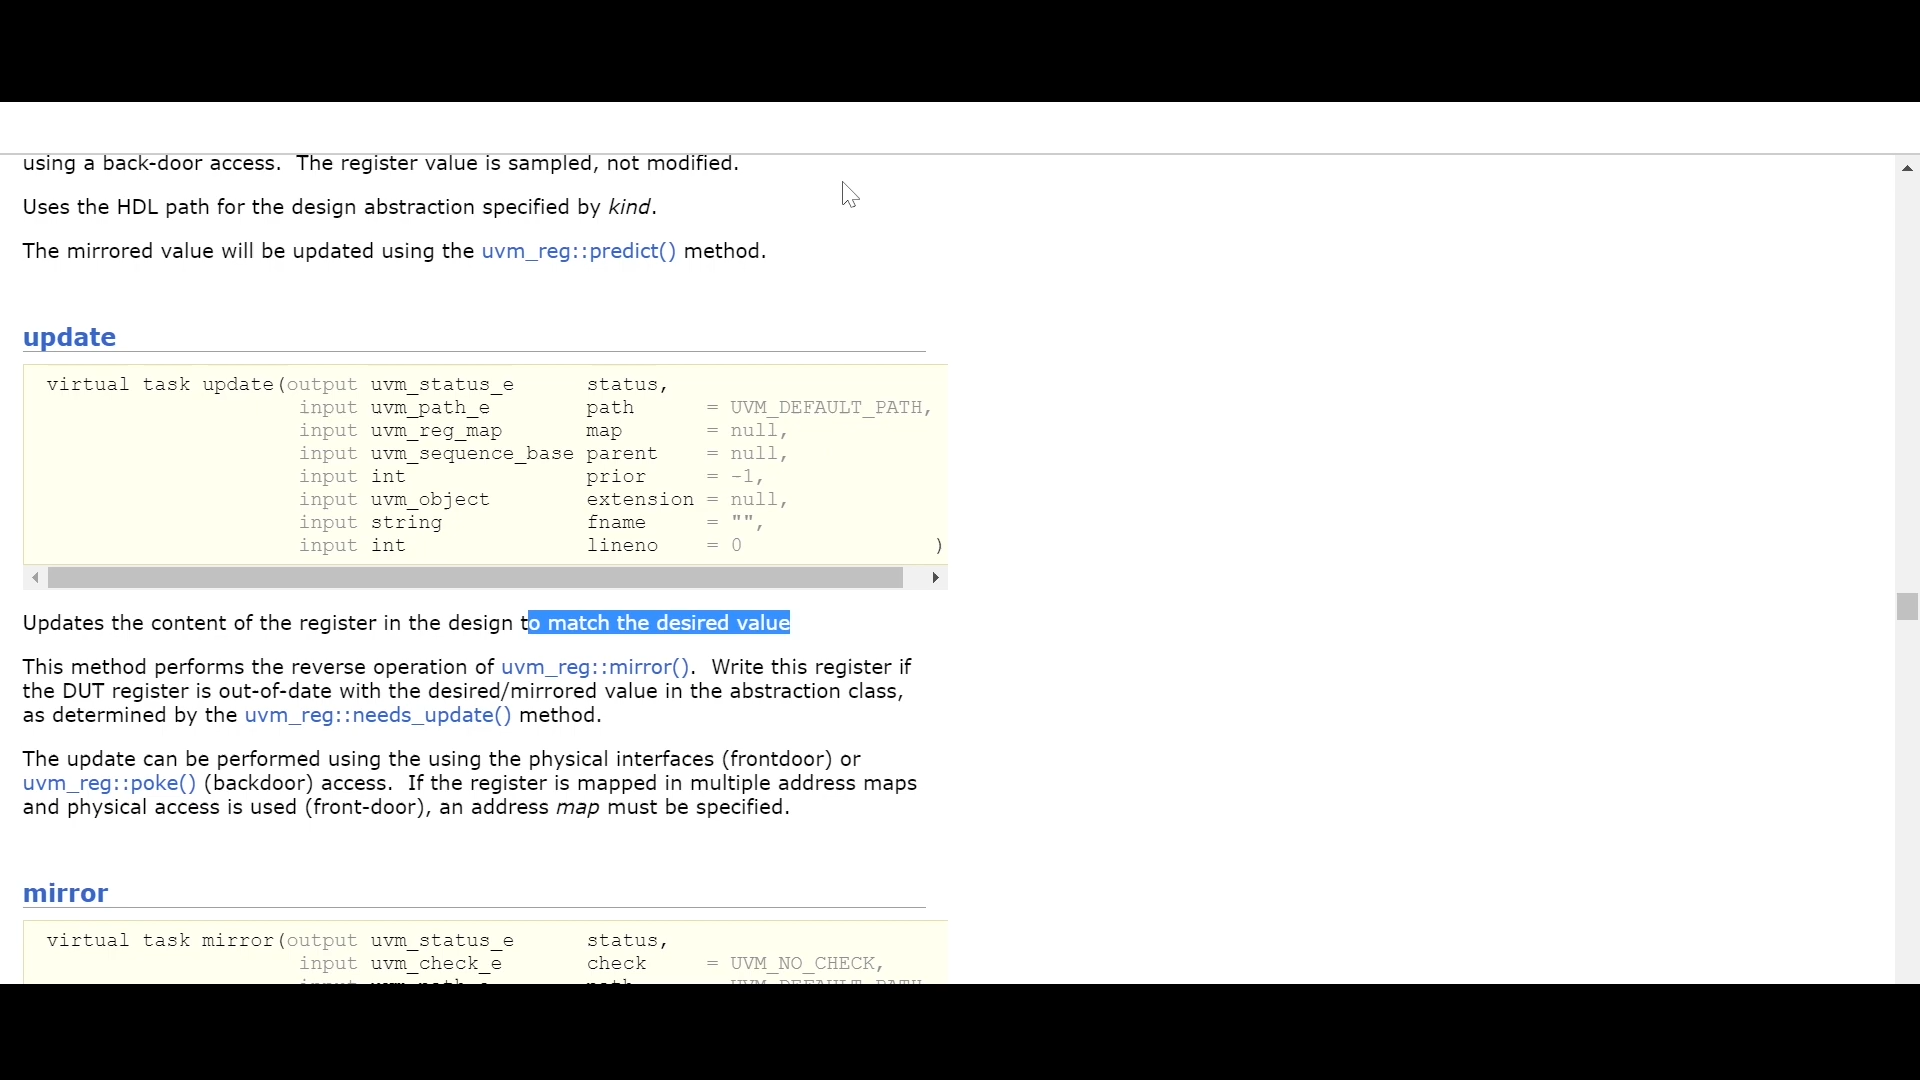 using a back-door access.  The register value is sampled, not modified.
Uses the HDL path for the design abstraction specified by kind.
The mirrored value will be updated using the uvm_reg::predict() method.
update
virtual task update(output uvm_status_e      status,
input uvm_path_e        path      = UVM_DEFAULT_PATH,
input uvm_reg_map       map       = null,
input uvm_sequence_base parent    = null,
input int               prior     = -1,
input uvm_object        extension = null,
input string            fname     = "",
input int               lineno    = 0                )
Updates the content of the register in the design to match the desired value
This method performs the reverse operation of uvm_reg::mirror().  Write this register if
the DUT register is out-of-date with the desired/mirrored value in the abstraction class,
as determined by the uvm_reg::needs_update() method.
The update can be performed using the using the physical interfaces (frontdoor) or
uvm_reg::poke() (backdoor) access.  If the register is mapped in multiple address maps
and physical access is used (front-door), an address map must be specified.
mirror
virtual task mirror(output uvm_status_e      status,
input uvm_check_e       check     = UVM_NO_CHECK,